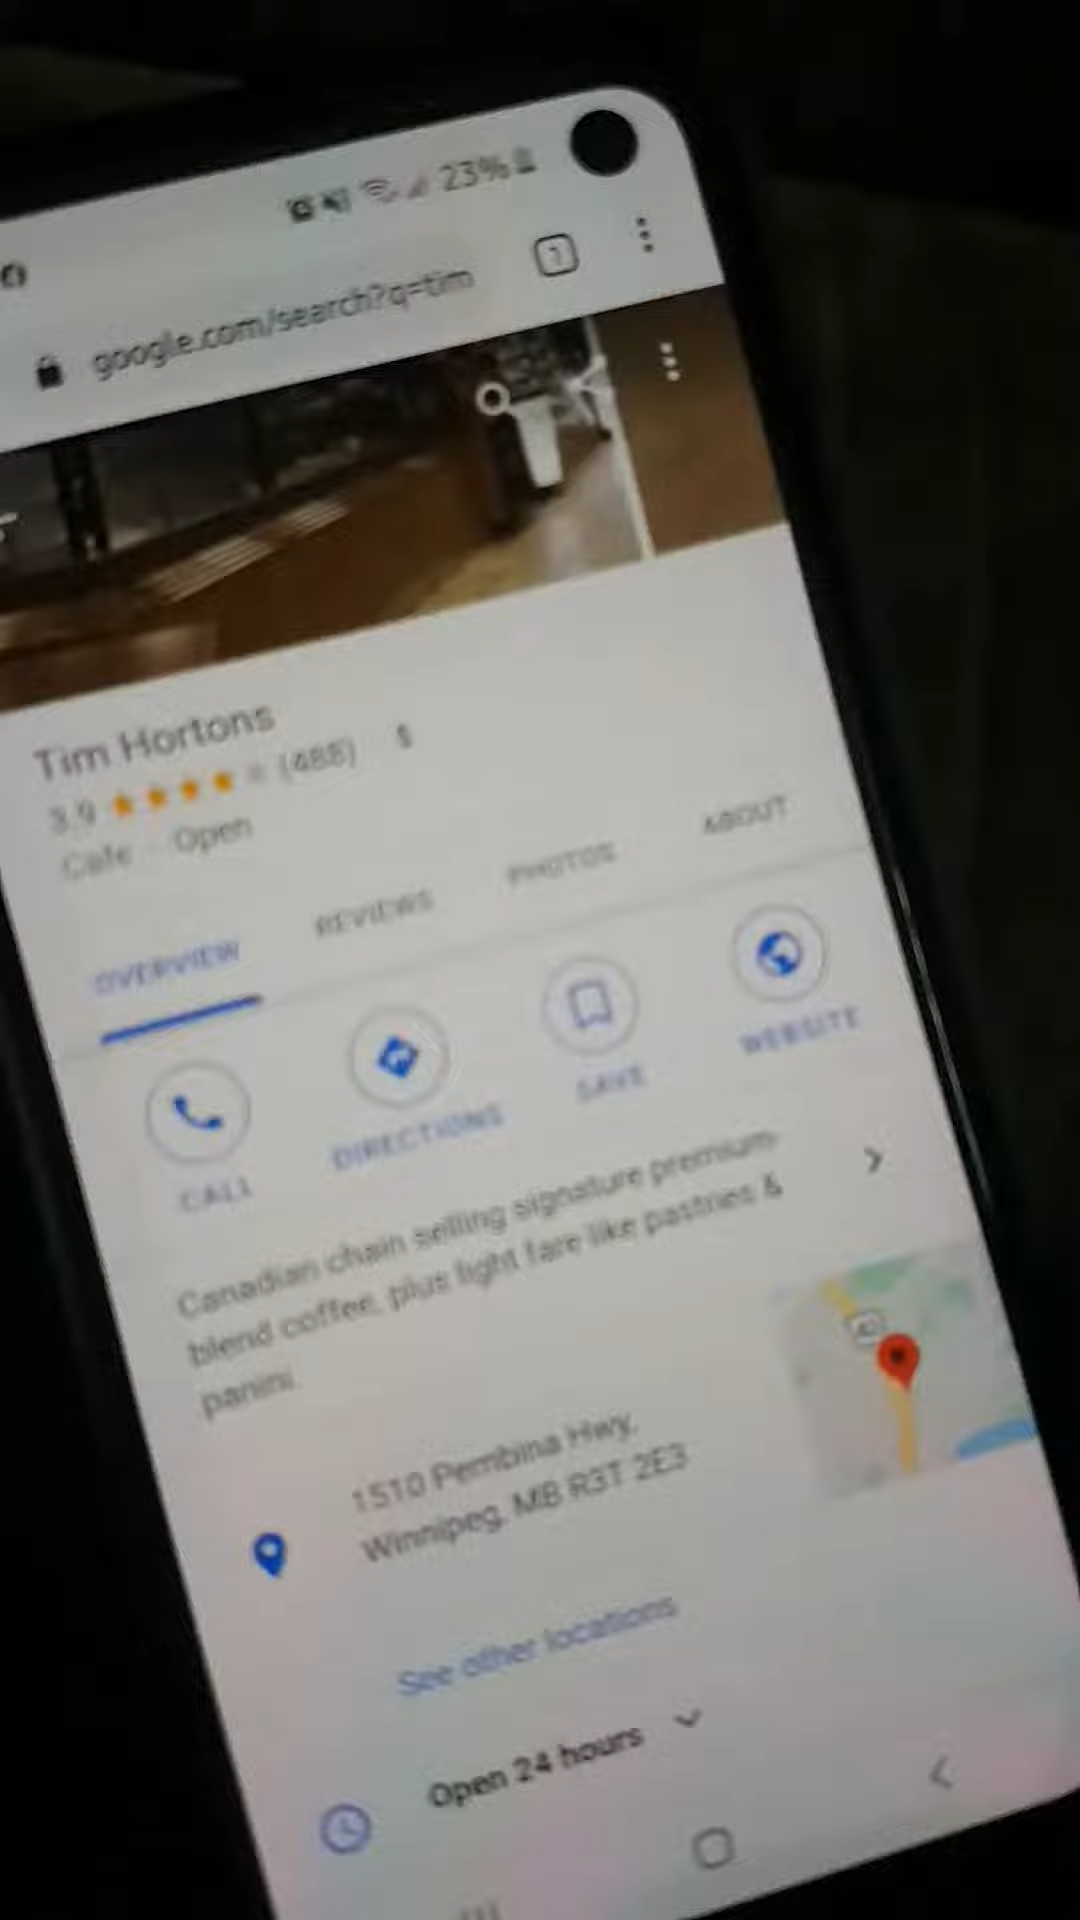 23%
google.com/search?q=tim
1
Tim Hortons
3.9 (488) $
Cafe · Open
OVERVIEW REVIEWS PHOTOS ABOUT
CALL DIRECTIONS SAVE WEBSITE
Canadian chain selling signature premium-
blend coffee, plus light fare like pastries &
panini.
42
1510 Pembina Hwy,
Winnipeg, MB R3T 2E3
See other locations
Open 24 hours